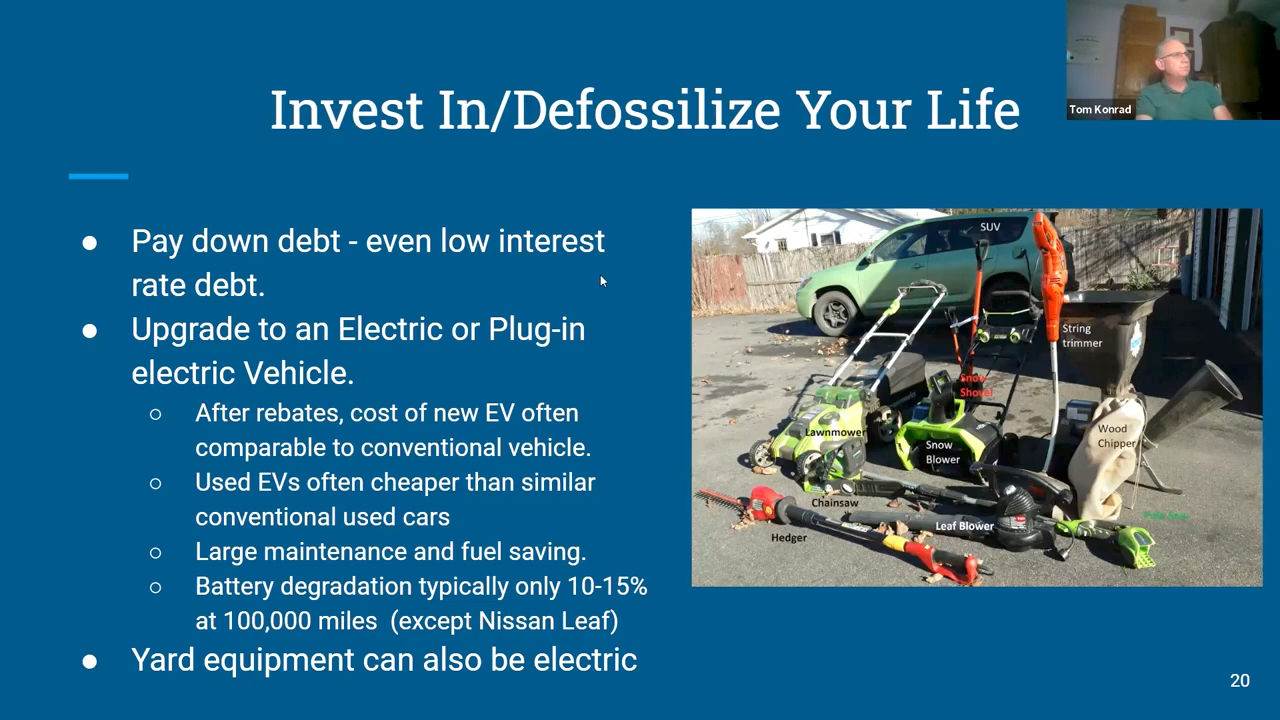 Invest In/Defossilize Your Life
Tom Konrad
● Pay down debt - even low interest
rate debt.
● Upgrade to an Electric or Plug-in
electric Vehicle.
○ After rebates, cost of new EV often
comparable to conventional vehicle.
○ Used EVs often cheaper than similar
conventional used cars
○ Large maintenance and fuel saving.
○ Battery degradation typically only 10-15%
at 100,000 miles (except Nissan Leaf)
● Yard equipment can also be electric
SUV
String
trimmer
Snow
Shovel
Lawnmower
Snow
Blower
Wood
Chipper
Chainsaw
Leaf Blower
Pole Saw
Hedger
20